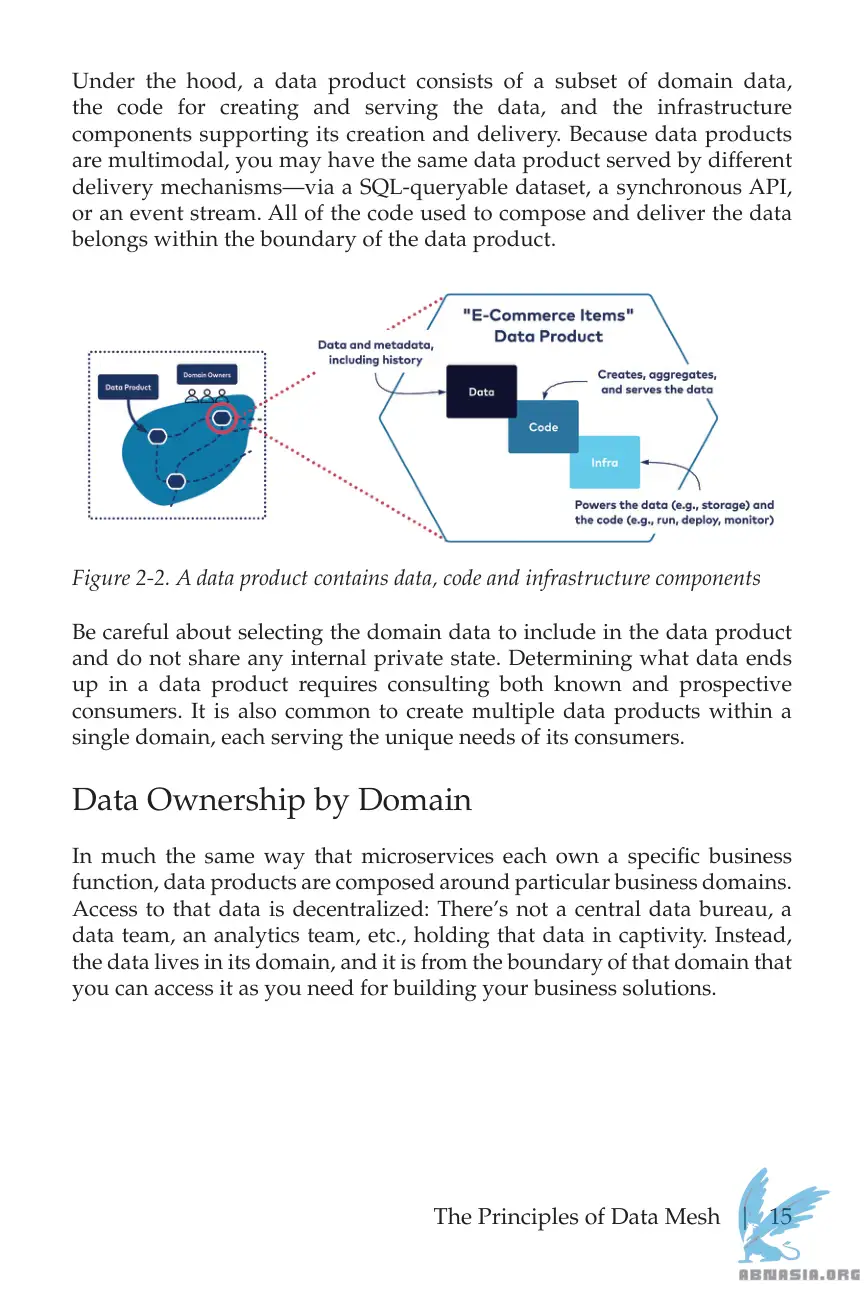 Under the hood, a data product consists of a subset of domain data,
the code for creating and serving the data, and the infrastructure
components supporting its creation and delivery. Because data products
are multimodal, you may have the same data product served by different
delivery mechanisms—via a SQL-queryable dataset, a synchronous API,
or an event stream. All of the code used to compose and deliver the data
belongs within the boundary of the data product.
Data Product
Domain Owners
Data and metadata,
including history
"E-Commerce Items"
Data Product
Data
Creates, aggregates,
and serves the data
Code
Infra
Powers the data (e.g., storage) and
the code (e.g., run, deploy, monitor)
Figure 2-2. A data product contains data, code and infrastructure components
Be careful about selecting the domain data to include in the data product
and do not share any internal private state. Determining what data ends
up in a data product requires consulting both known and prospective
consumers. It is also common to create multiple data products within a
single domain, each serving the unique needs of its consumers.
Data Ownership by Domain
In much the same way that microservices each own a specific business
function, data products are composed around particular business domains.
Access to that data is decentralized: There’s not a central data bureau, a
data team, an analytics team, etc., holding that data in captivity. Instead,
the data lives in its domain, and it is from the boundary of that domain that
you can access it as you need for building your business solutions.
The Principles of Data Mesh | 15
ABNASIA.ORG